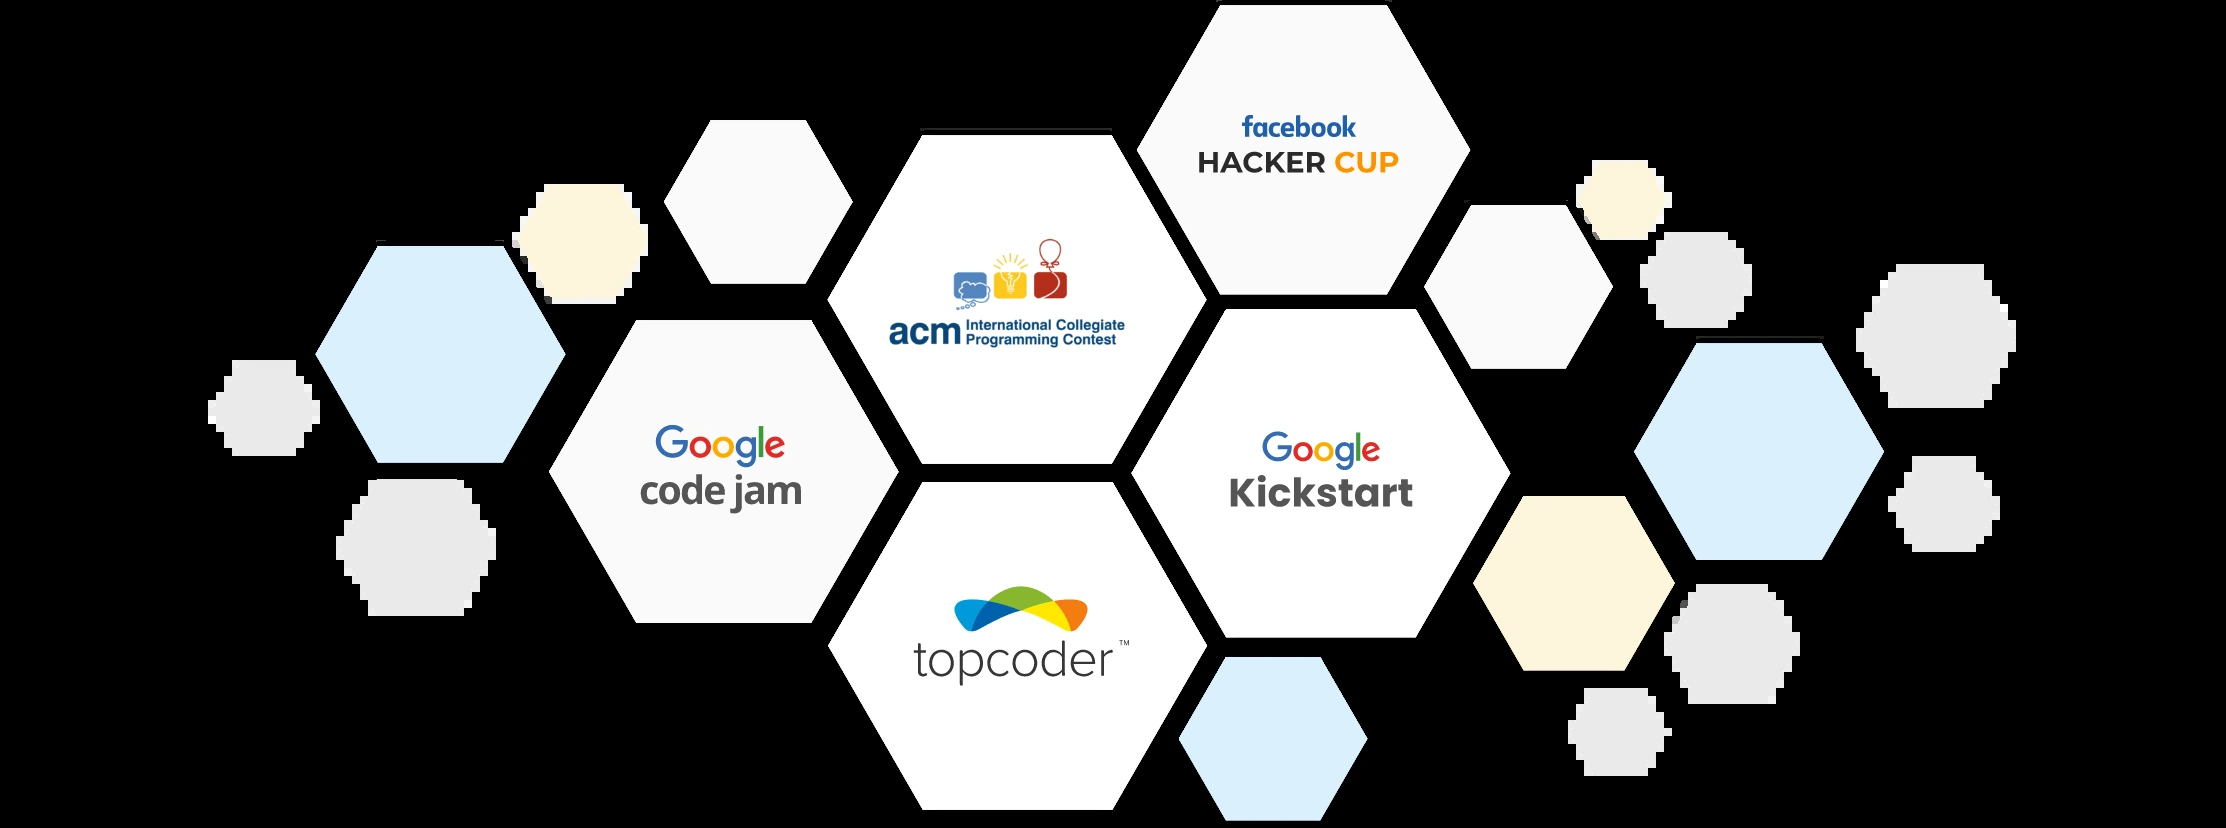 facebook
HACKER CUP
acm International Collegiate
Programming Contest
Google
code jam
Google
Kickstart
topcoder™